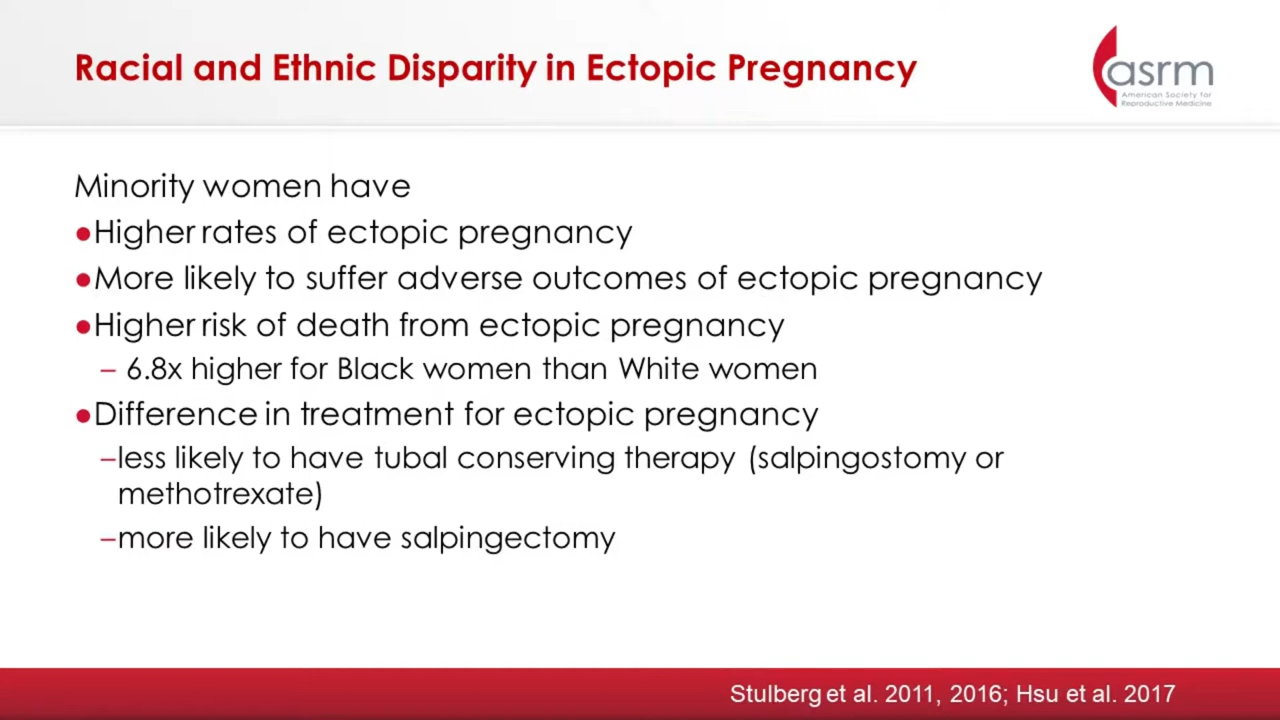 Racial and Ethnic Disparity in Ectopic Pregnancy
asrm
American Society for
Reproductive Medicine
Minority women have
●Higher rates of ectopic pregnancy
●More likely to suffer adverse outcomes of ectopic pregnancy
●Higher risk of death from ectopic pregnancy
– 6.8x higher for Black women than White women
●Difference in treatment for ectopic pregnancy
–less likely to have tubal conserving therapy (salpingostomy or
methotrexate)
–more likely to have salpingectomy
Stulberg et al. 2011, 2016; Hsu et al. 2017